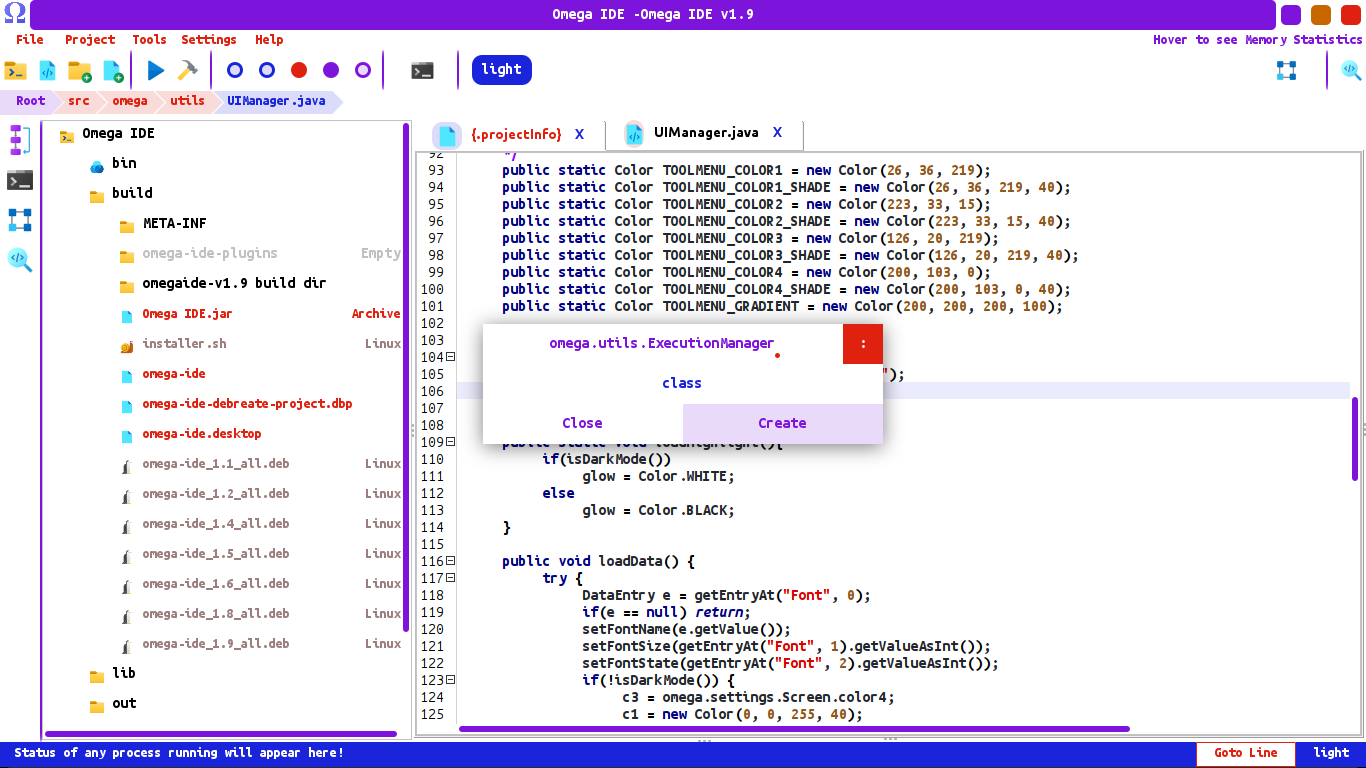 Omega IDE -Omega IDE v1.9
File Project Tools Settings Help Hover to see Memory Statistics
light
Root src omega utils UIManager.java
Omega IDE
bin
build
META-INF
omega-ide-plugins Empty
omegaide-v1.9 build dir
Omega IDE.jar Archive
installer.sh Linux
omega-ide
omega-ide-debreate-project.dbp
omega-ide.desktop
omega-ide_1.1_all.deb Linux
omega-ide_1.2_all.deb Linux
omega-ide_1.4_all.deb Linux
omega-ide_1.5_all.deb Linux
omega-ide_1.6_all.deb Linux
omega-ide_1.8_all.deb Linux
omega-ide_1.9_all.deb Linux
lib
out
{.projectInfo} X UIManager.java X
92 */
93 public static Color TOOLMENU_COLOR1 = new Color(26, 36, 219);
94 public static Color TOOLMENU_COLOR1_SHADE = new Color(26, 36, 219, 40);
95 public static Color TOOLMENU_COLOR2 = new Color(223, 33, 15);
96 public static Color TOOLMENU_COLOR2_SHADE = new Color(223, 33, 15, 40);
97 public static Color TOOLMENU_COLOR3 = new Color(126, 20, 219);
98 public static Color TOOLMENU_COLOR3_SHADE = new Color(126, 20, 219, 40);
99 public static Color TOOLMENU_COLOR4 = new Color(200, 103, 0);
100 public static Color TOOLMENU_COLOR4_SHADE = new Color(200, 103, 0, 40);
101 public static Color TOOLMENU_GRADIENT = new Color(200, 200, 200, 100);
102
103
104
105 ");
106
107
108
109 public static void loadHighlight(){
110 if(isDarkMode())
111 glow = Color.WHITE;
112 else
113 glow = Color.BLACK;
114 }
115
116 public void loadData() {
117 try {
118 DataEntry e = getEntryAt("Font", 0);
119 if(e == null) return;
120 setFontName(e.getValue());
121 setFontSize(getEntryAt("Font", 1).getValueAsInt());
122 setFontState(getEntryAt("Font", 2).getValueAsInt());
123 if(!isDarkMode()) {
124 c3 = omega.settings.Screen.color4;
125 c1 = new Color(0, 0, 255, 40);
omega.utils.ExecutionManager :
class
Close Create
Status of any process running will appear here! Goto Line light